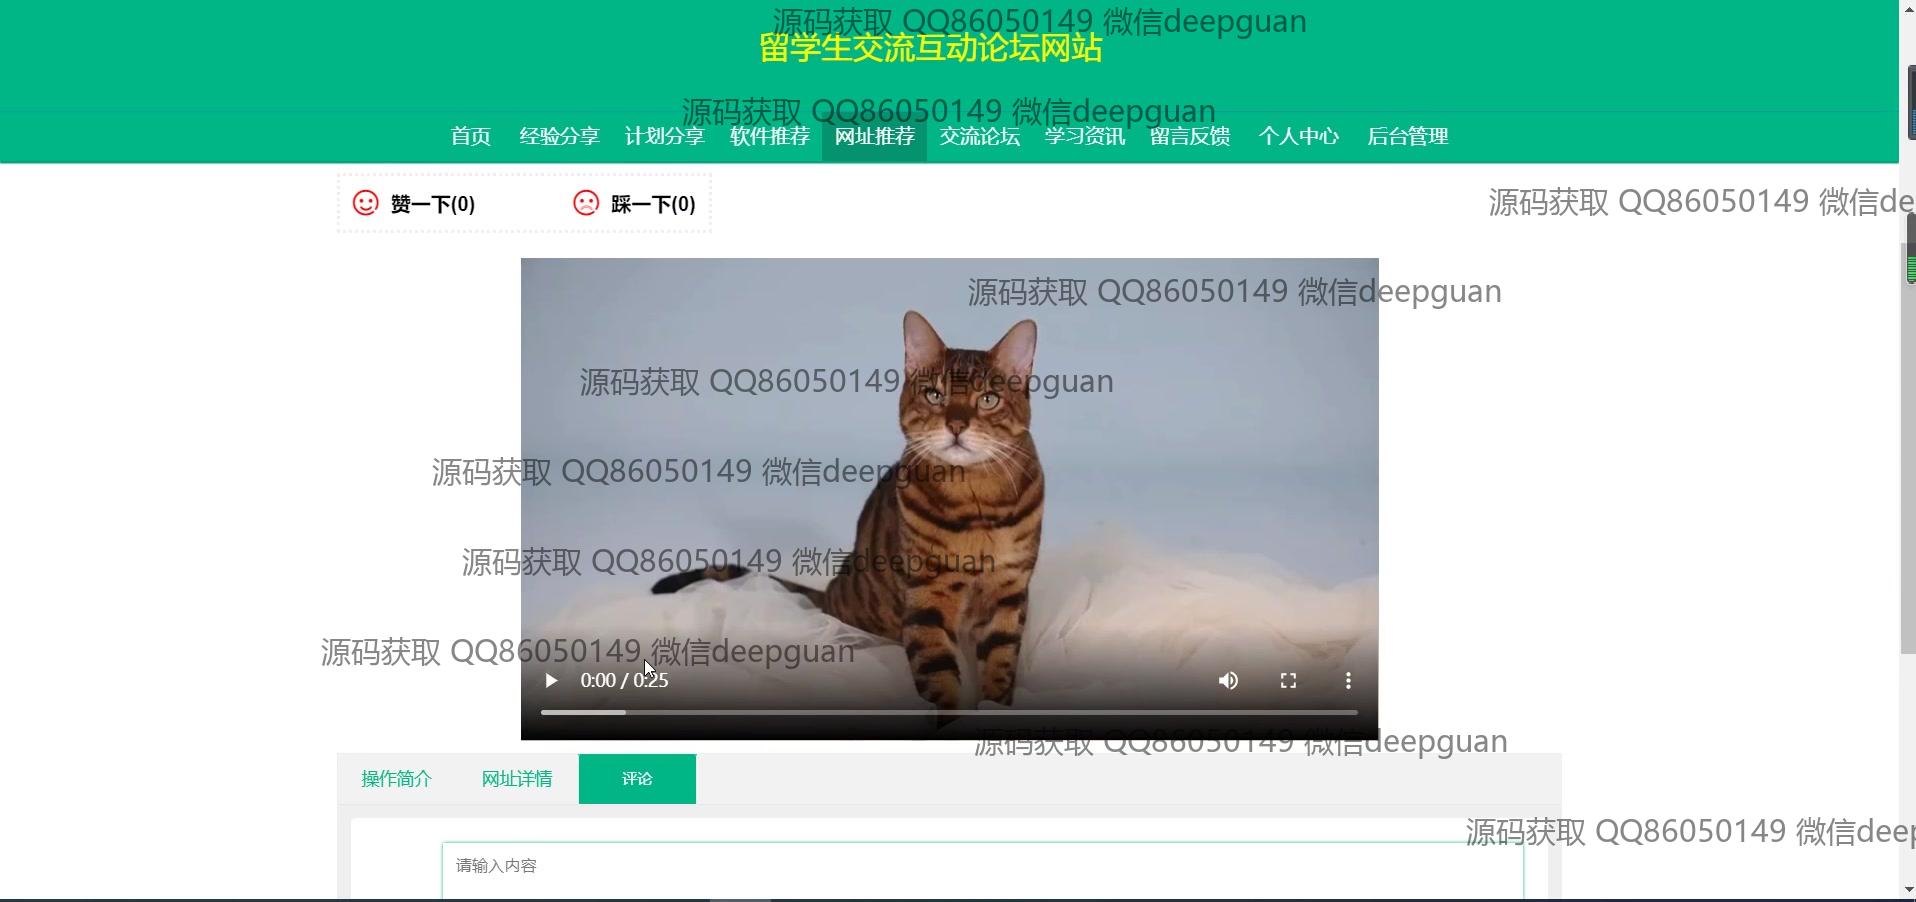 源码获取 QQ86050149 微信deepguan
留学生交流互动论坛网站
源码获取 QQ86050149 微信deepguan
首页 经验分享 计划分享 软件推荐 网址推荐 交流论坛 学习资讯 留言反馈 个人中心 后台管理
赞一下(0) 踩一下(0)
源码获取 QQ86050149 微信de
源码获取 QQ86050149 微信deepguan
源码获取 QQ86050149 微信deepguan
源码获取 QQ86050149 微信deepguan
源码获取 QQ86050149 微信deepguan
源码获取 QQ86050149 微信deepguan
0:00 / 0:25
源码获取 QQ86050149 微信deepguan
操作简介 网址详情 评论
源码获取 QQ86050149 微信deep
请输入内容